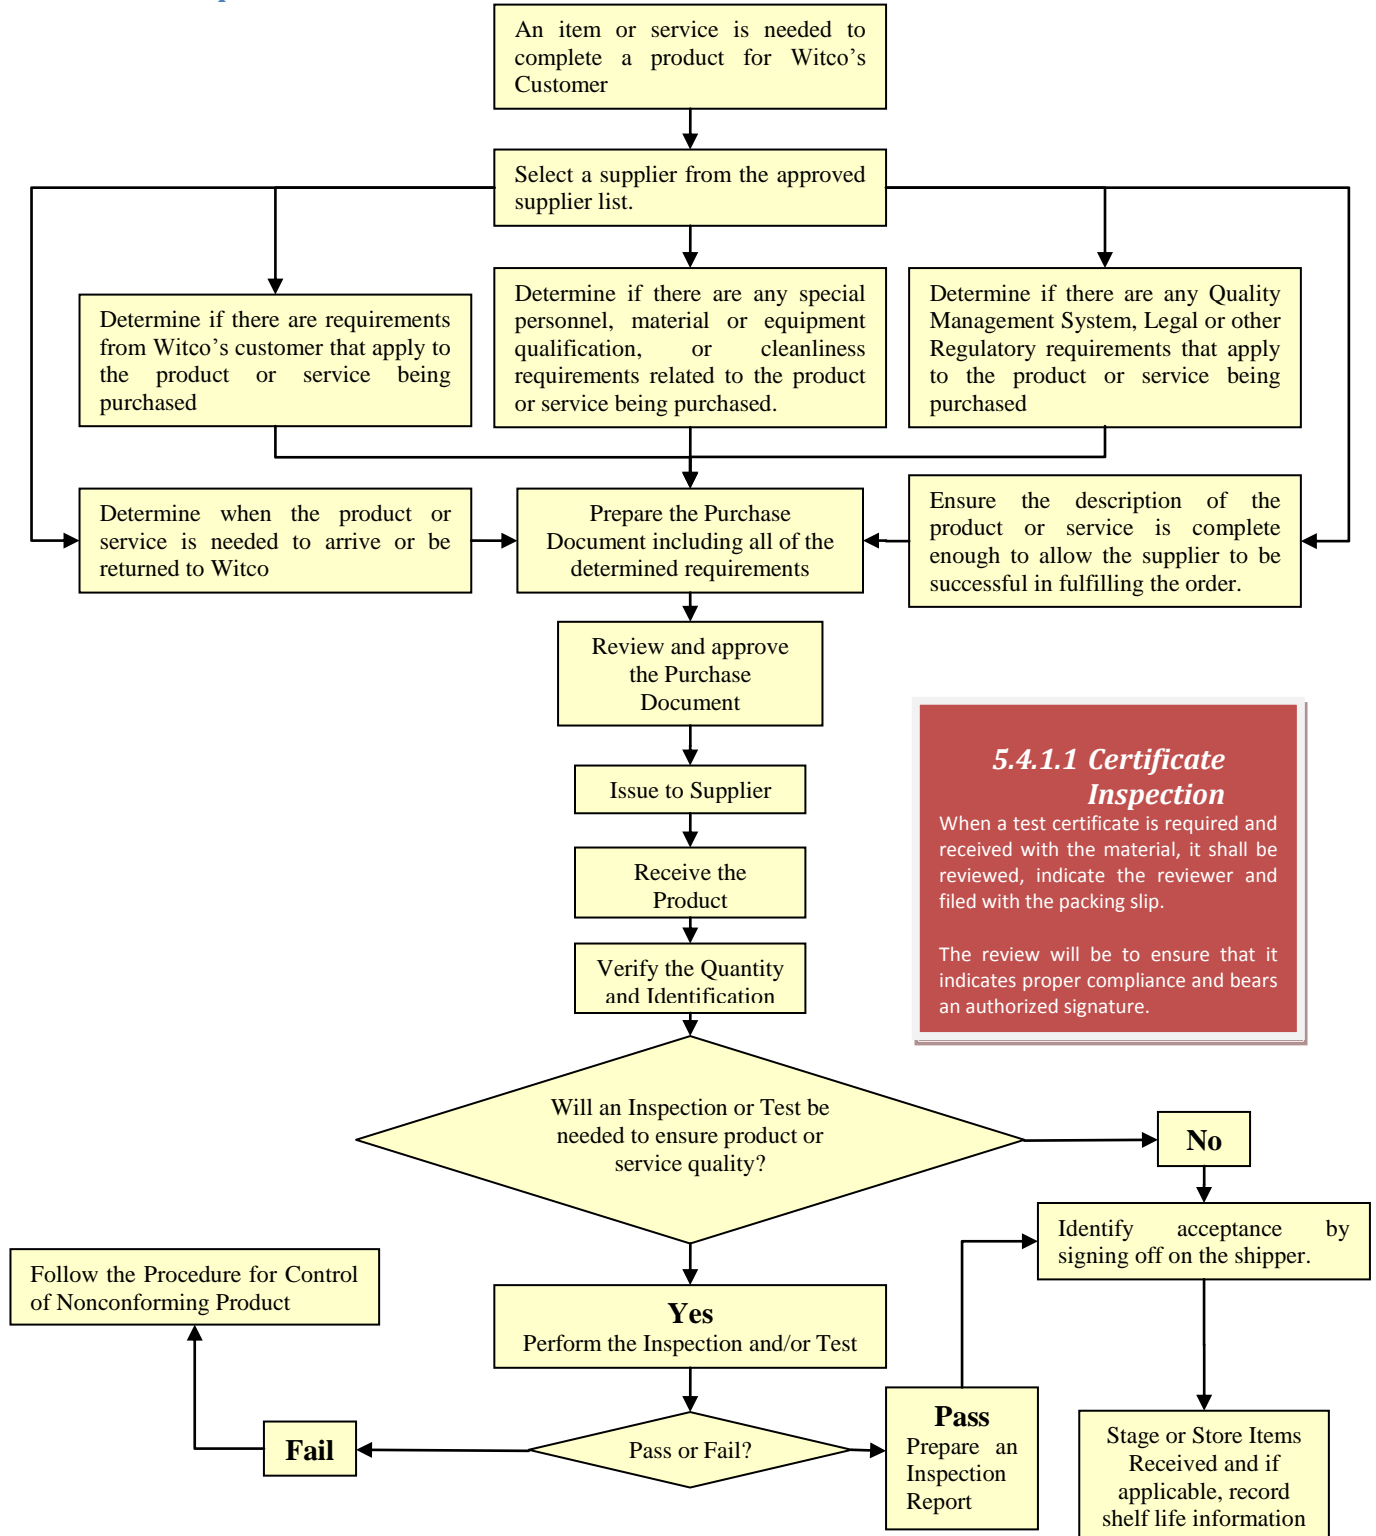 An item or service is needed to
complete a product for Witco’s
Customer
Select a supplier from the approved
supplier list.
Determine if there are requirements
from Witco’s customer that apply to
the product or service being
purchased
Determine if there are any special
personnel, material or equipment
qualification, or cleanliness
requirements related to the product
or service being purchased.
Determine if there are any Quality
Management System, Legal or other
Regulatory requirements that apply
to the product or service being
purchased
Determine when the product or
service is needed to arrive or be
returned to Witco
Prepare the Purchase
Document including all of the
determined requirements
Ensure the description of the
product or service is complete
enough to allow the supplier to be
successful in fulfilling the order.
Review and approve
the Purchase
Document
Issue to Supplier
Receive the
Product
Verify the Quantity
and Identification
5.4.1.1 Certificate
Inspection
When a test certificate is required and
received with the material, it shall be
reviewed, indicate the reviewer and
filed with the packing slip.
The review will be to ensure that it
indicates proper compliance and bears
an authorized signature.
Will an Inspection or Test be
needed to ensure product or
service quality?
No
Identify acceptance by
signing off on the shipper.
Follow the Procedure for Control
of Nonconforming Product
Yes
Perform the Inspection and/or Test
Fail
Pass or Fail?
Pass
Prepare an
Inspection
Report
Stage or Store Items
Received and if
applicable, record
shelf life information